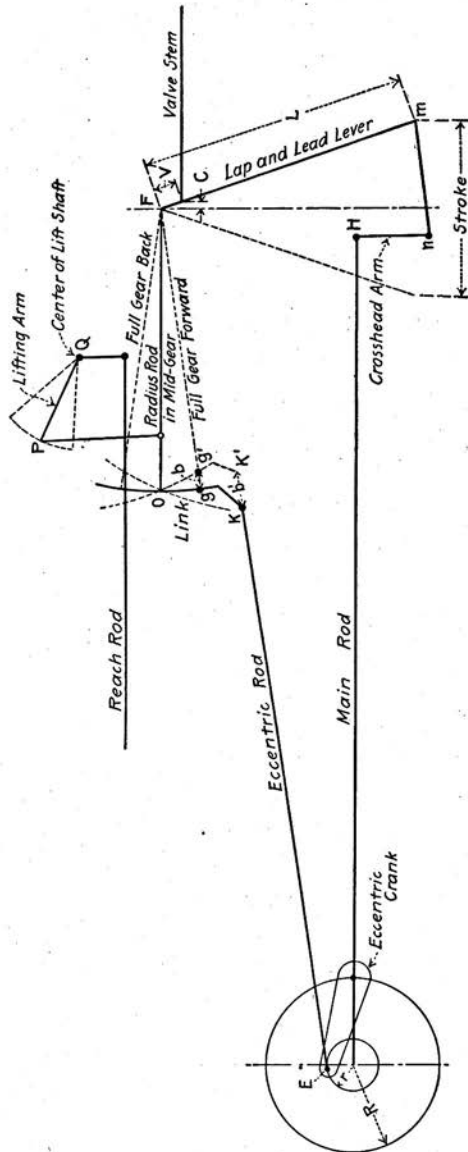 Lifting Arm
Center of Lift Shaft
P
Q
Reach Rod
Full Gear Back
Radius Rod
in Mid-Gear
Full Gear Forward
O
b
Link
g
g'
K
b
K'
F
V
C
Valve Stem
L
Lap and Lead Lever
m
H
n
Crosshead Arm
Stroke
Eccentric Rod
Main Rod
E
r
R
Eccentric
Crank